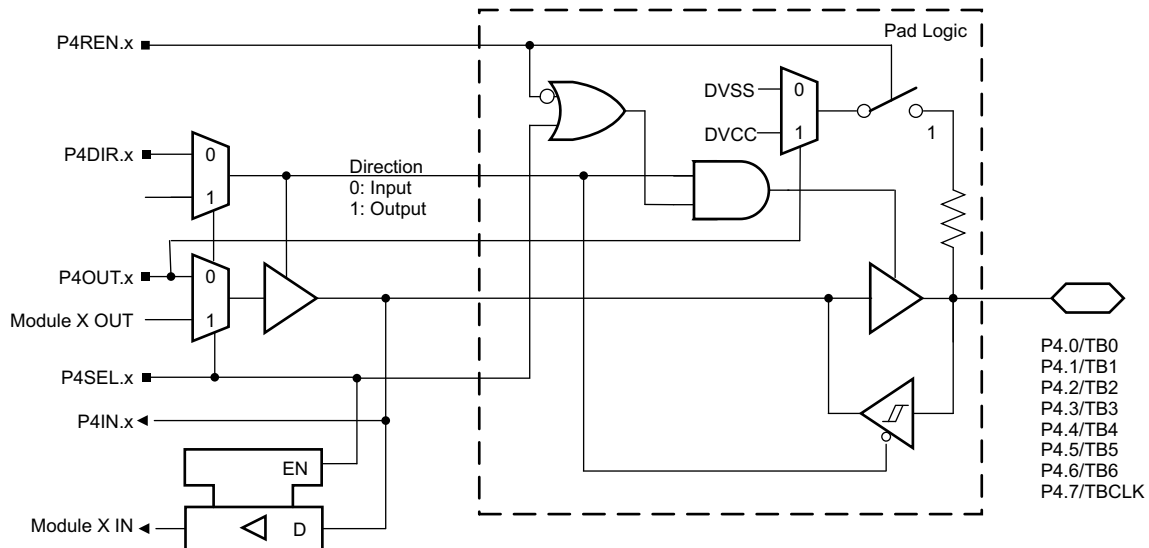 Pad Logic
P4REN.x
DVSS
0
DVCC
1
1
P4DIR.x
0
1
Direction
0: Input
1: Output
P4OUT.x
0
Module X OUT
1
P4SEL.x
P4IN.x
EN
Module X IN
D
P4.0/TB0
P4.1/TB1
P4.2/TB2
P4.3/TB3
P4.4/TB4
P4.5/TB5
P4.6/TB6
P4.7/TBCLK